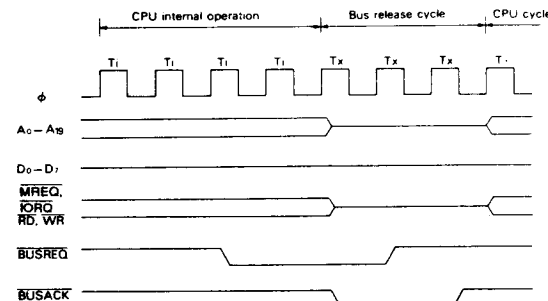 CPU internal operation Bus release cycle CPU cycle
Ti Ti Ti Ti Tx Tx Tx
φ
A0–A19
D0–D7
MREQ,
IORQ
RD, WR
BUSREQ
BUSACK